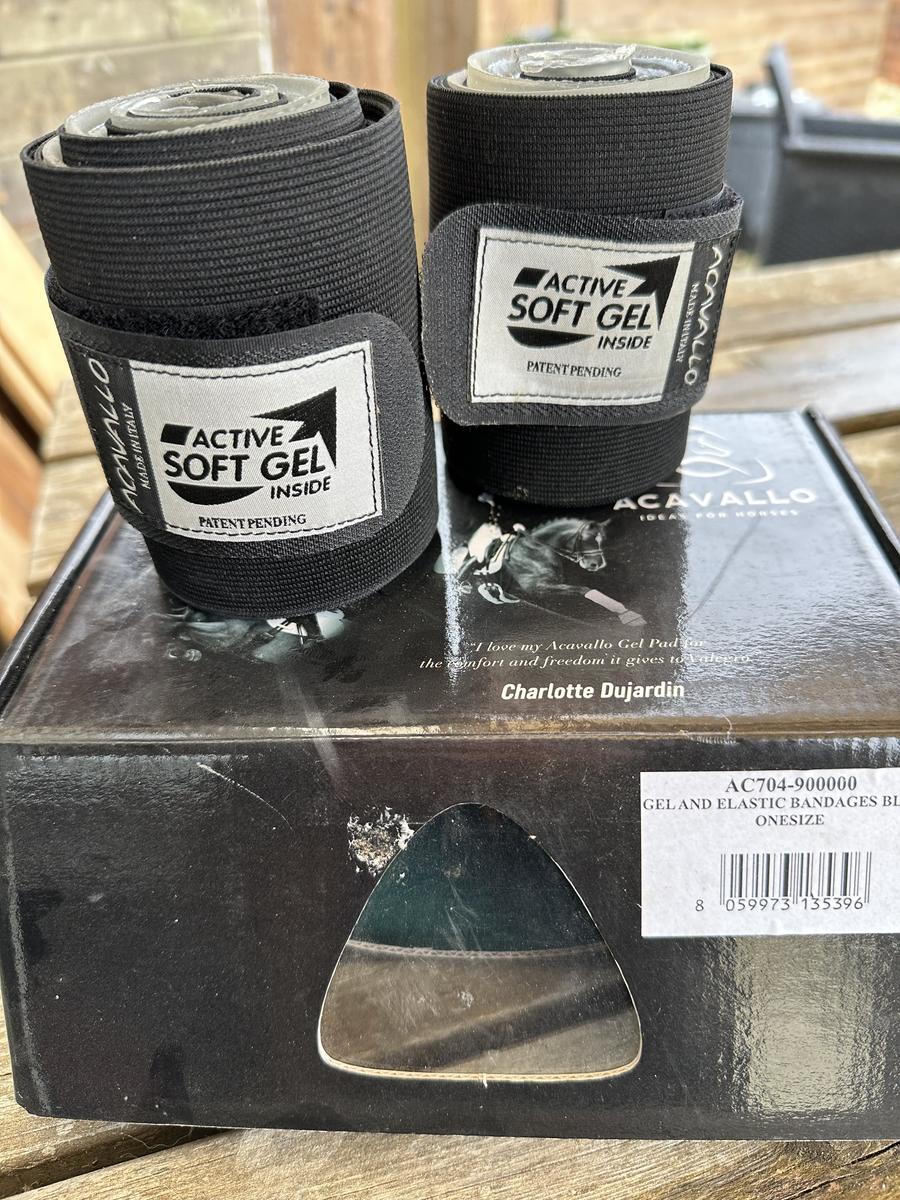 ACTIVE
SOFT GEL
INSIDE
PATENT PENDING
ACAVALLO
MADE IN ITALY
ACTIVE
SOFT GEL
INSIDE
PATENT PENDING
ACAVALLO
MADE IN ITALY
ACAVALLO
IDEAS FOR HORSES
"I love my Acavallo Gel Pad for
the comfort and freedom it gives to Valegro
Charlotte Dujardin
AC704-900000
GEL AND ELASTIC BANDAGES BL
ONESIZE
8 059973 135396